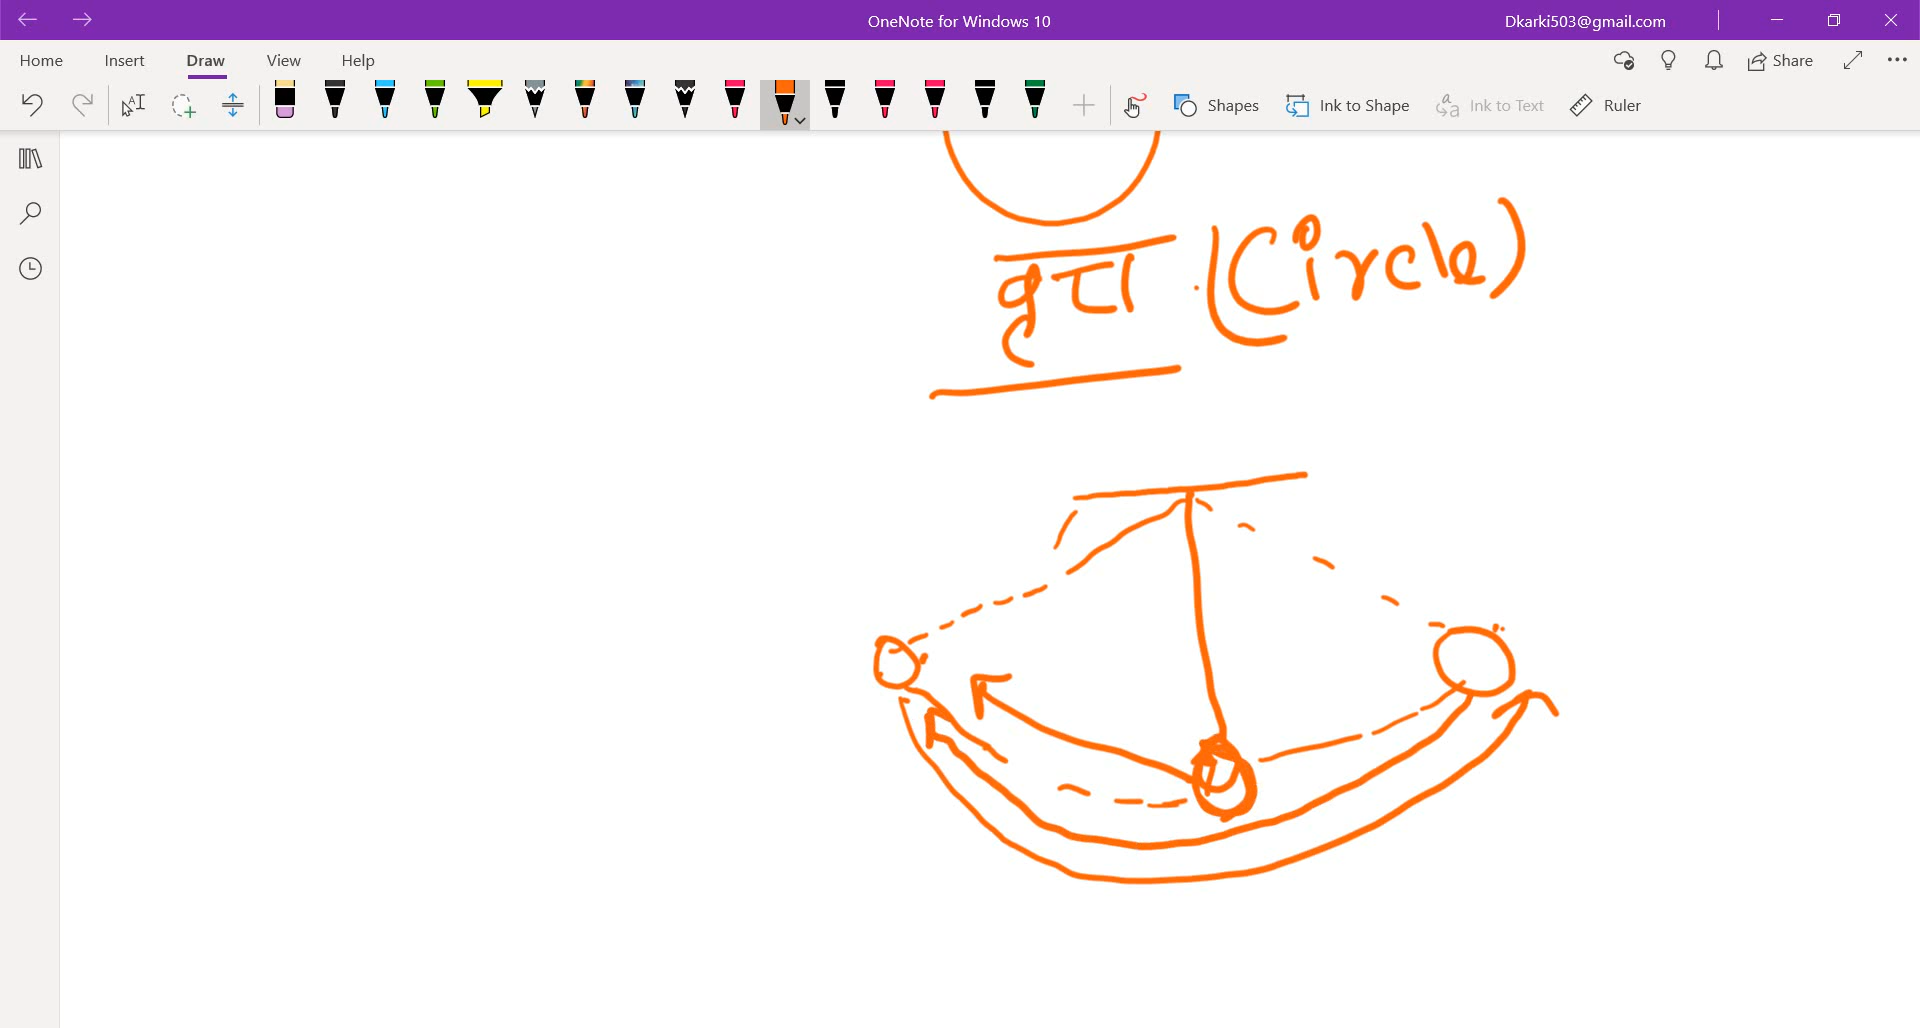 OneNote for Windows 10
Dkarki503@gmail.com
Home Insert Draw View Help
Share
Shapes Ink to Shape Ink to Text Ruler
वृत्त (Circle)